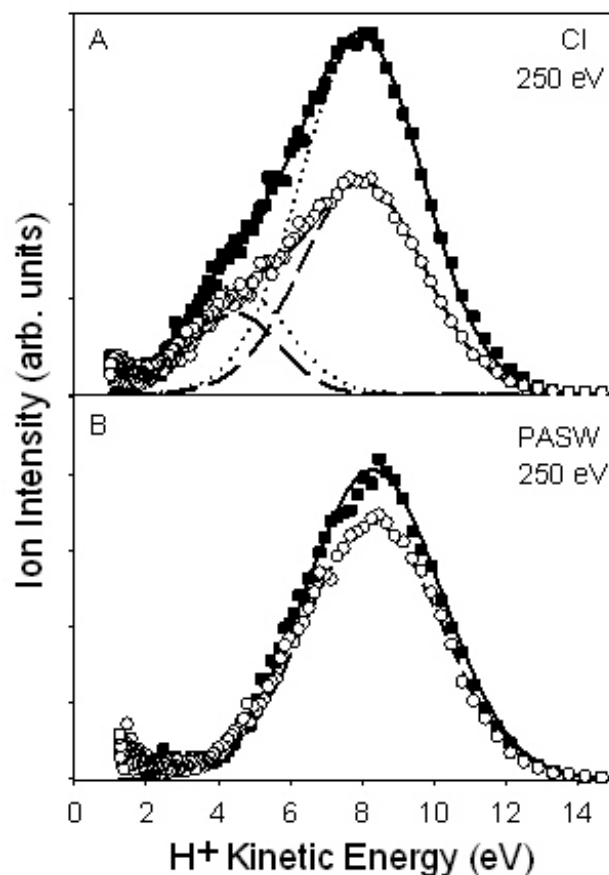 A
CI
250 eV
Ion Intensity (arb. units)
B
PASW
250 eV
0 2 4 6 8 10 12 14
H+ Kinetic Energy (eV)